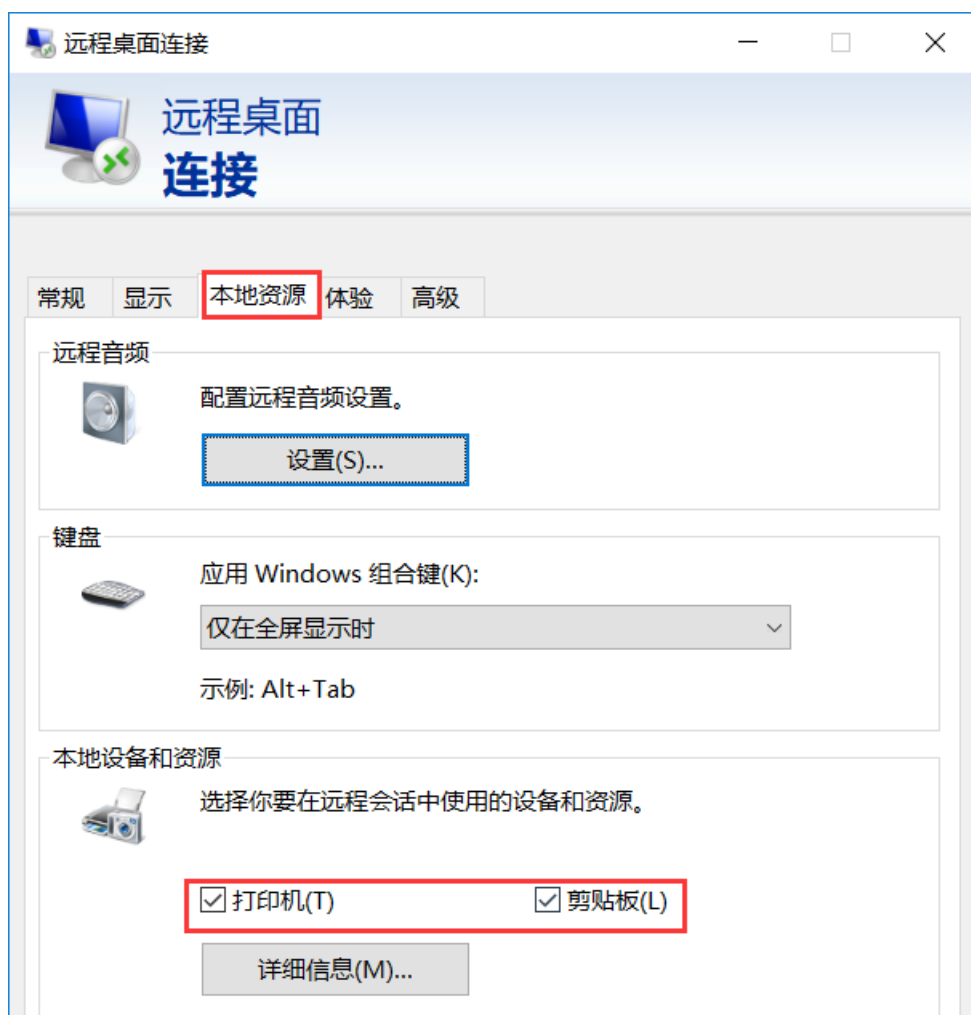 远程桌面连接
远程桌面
连接
常规 显示 本地资源 体验 高级
远程音频
配置远程音频设置。
设置(S)...
键盘
应用 Windows 组合键(K):
仅在全屏显示时
示例: Alt+Tab
本地设备和资源
选择你要在远程会话中使用的设备和资源。
打印机(T) 剪贴板(L)
详细信息(M)...